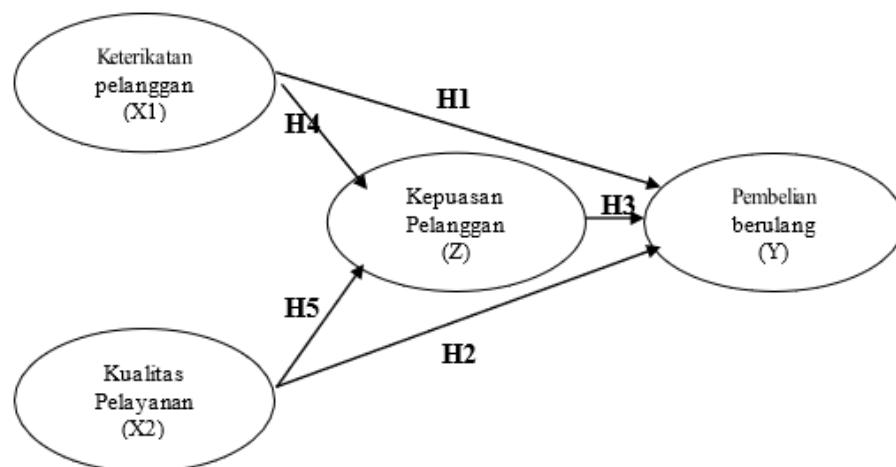 Keterikatan
pelanggan
(X1)
H1
H4
Kepuasan
Pelanggan
(Z)
H3
Pembelian
berulang
(Y)
H5
H2
Kualitas
Pelayanan
(X2)